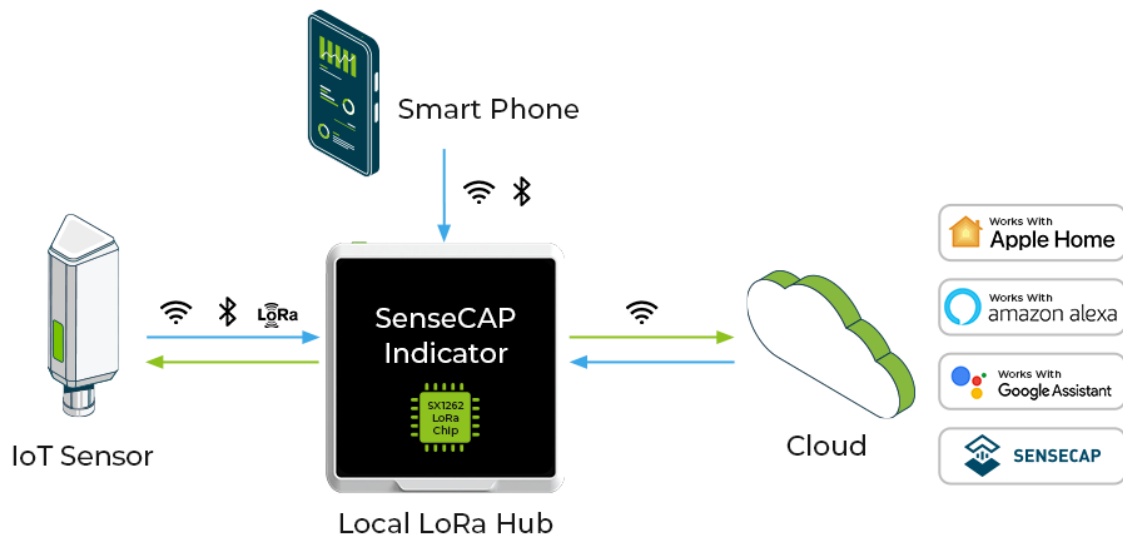 Smart Phone
LoRa
SenseCAP
Indicator
SX1262
LoRa
Chip
IoT Sensor
Local LoRa Hub
Cloud
Works With
Apple Home
Works With
amazon alexa
Works With
Google Assistant
SENSECAP